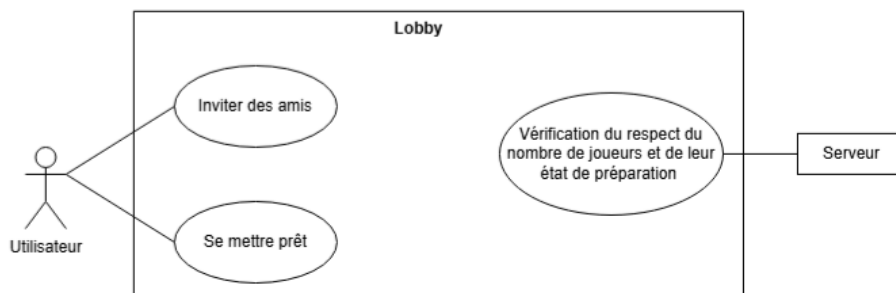 Lobby
Inviter des amis
Vérification du respect du
nombre de joueurs et de leur
état de préparation
Serveur
Se mettre prêt
Utilisateur